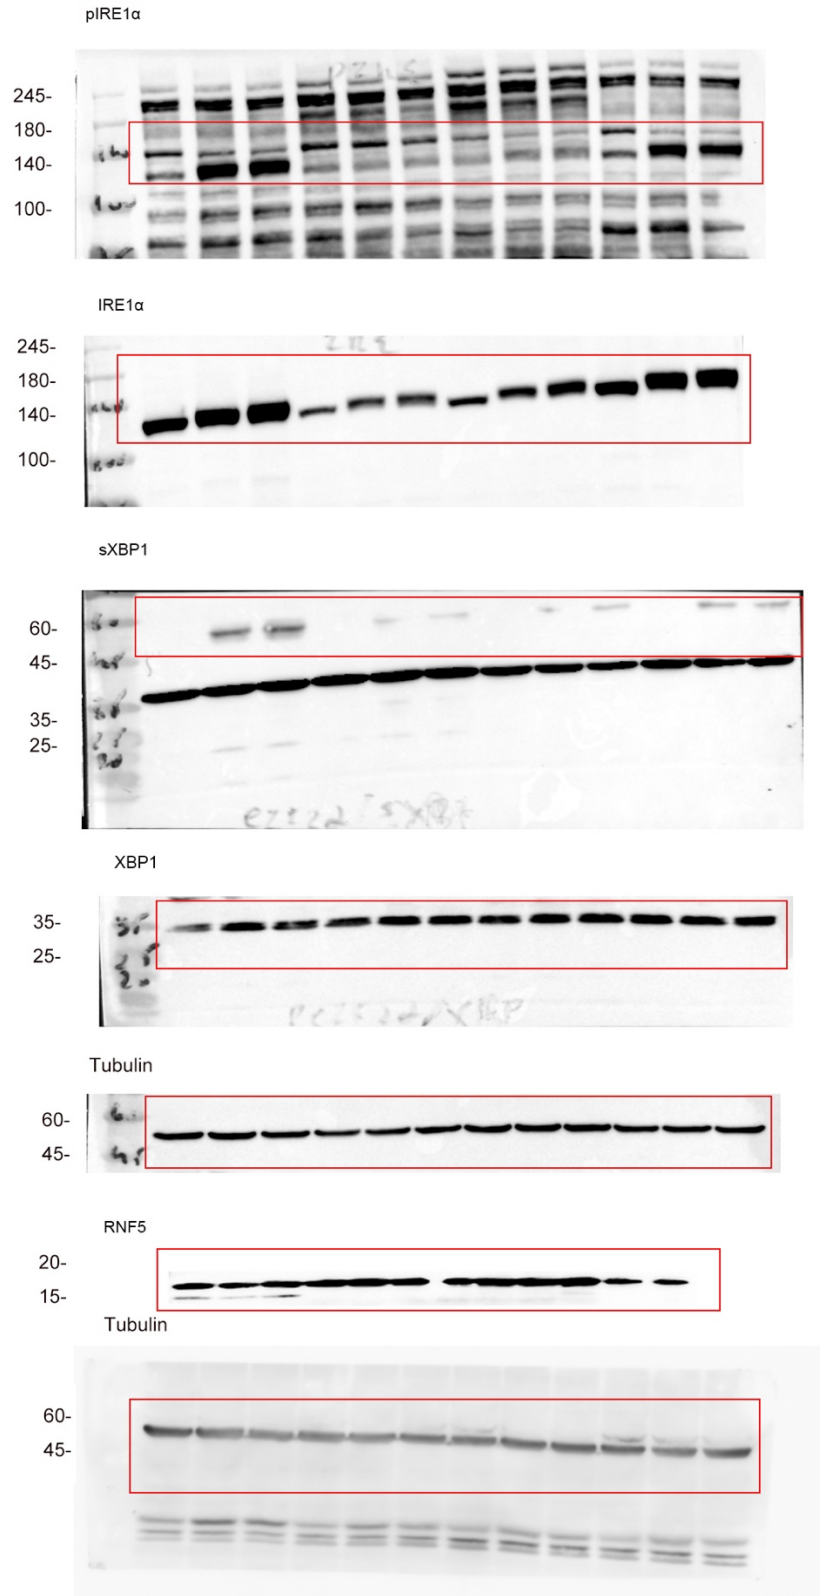 pIRE1α
245-
180-
140-
100-
IRE1α
245-
180-
140-
100-
sXBP1
60-
45-
35-
25-
XBP1
35-
25-
Tubulin
60-
45-
RNF5
20-
15-
Tubulin
60-
45-